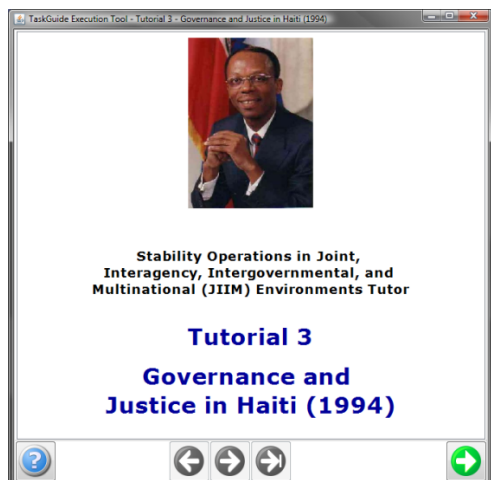 TaskGuide Execution Tool - Tutorial 3 - Governance and Justice in Haiti (1994)
Stability Operations in Joint,
Interagency, Intergovernmental, and
Multinational (JIIM) Environments Tutor
Tutorial 3
Governance and
Justice in Haiti (1994)
?